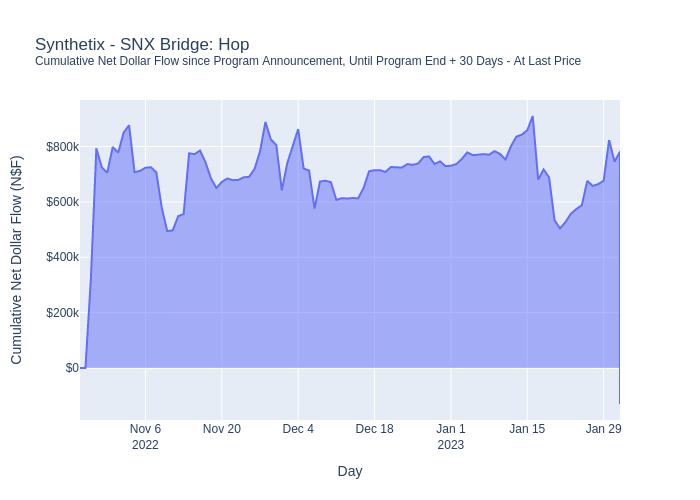 Synthetix - SNX Bridge: Hop
Cumulative Net Dollar Flow since Program Announcement, Until Program End + 30 Days - At Last Price
Cumulative Net Dollar Flow (N$F)
$800k
$600k
$400k
$200k
$0
Nov 6
2022
Nov 20
Dec 4
Dec 18
Jan 1
2023
Jan 15
Jan 29
Day